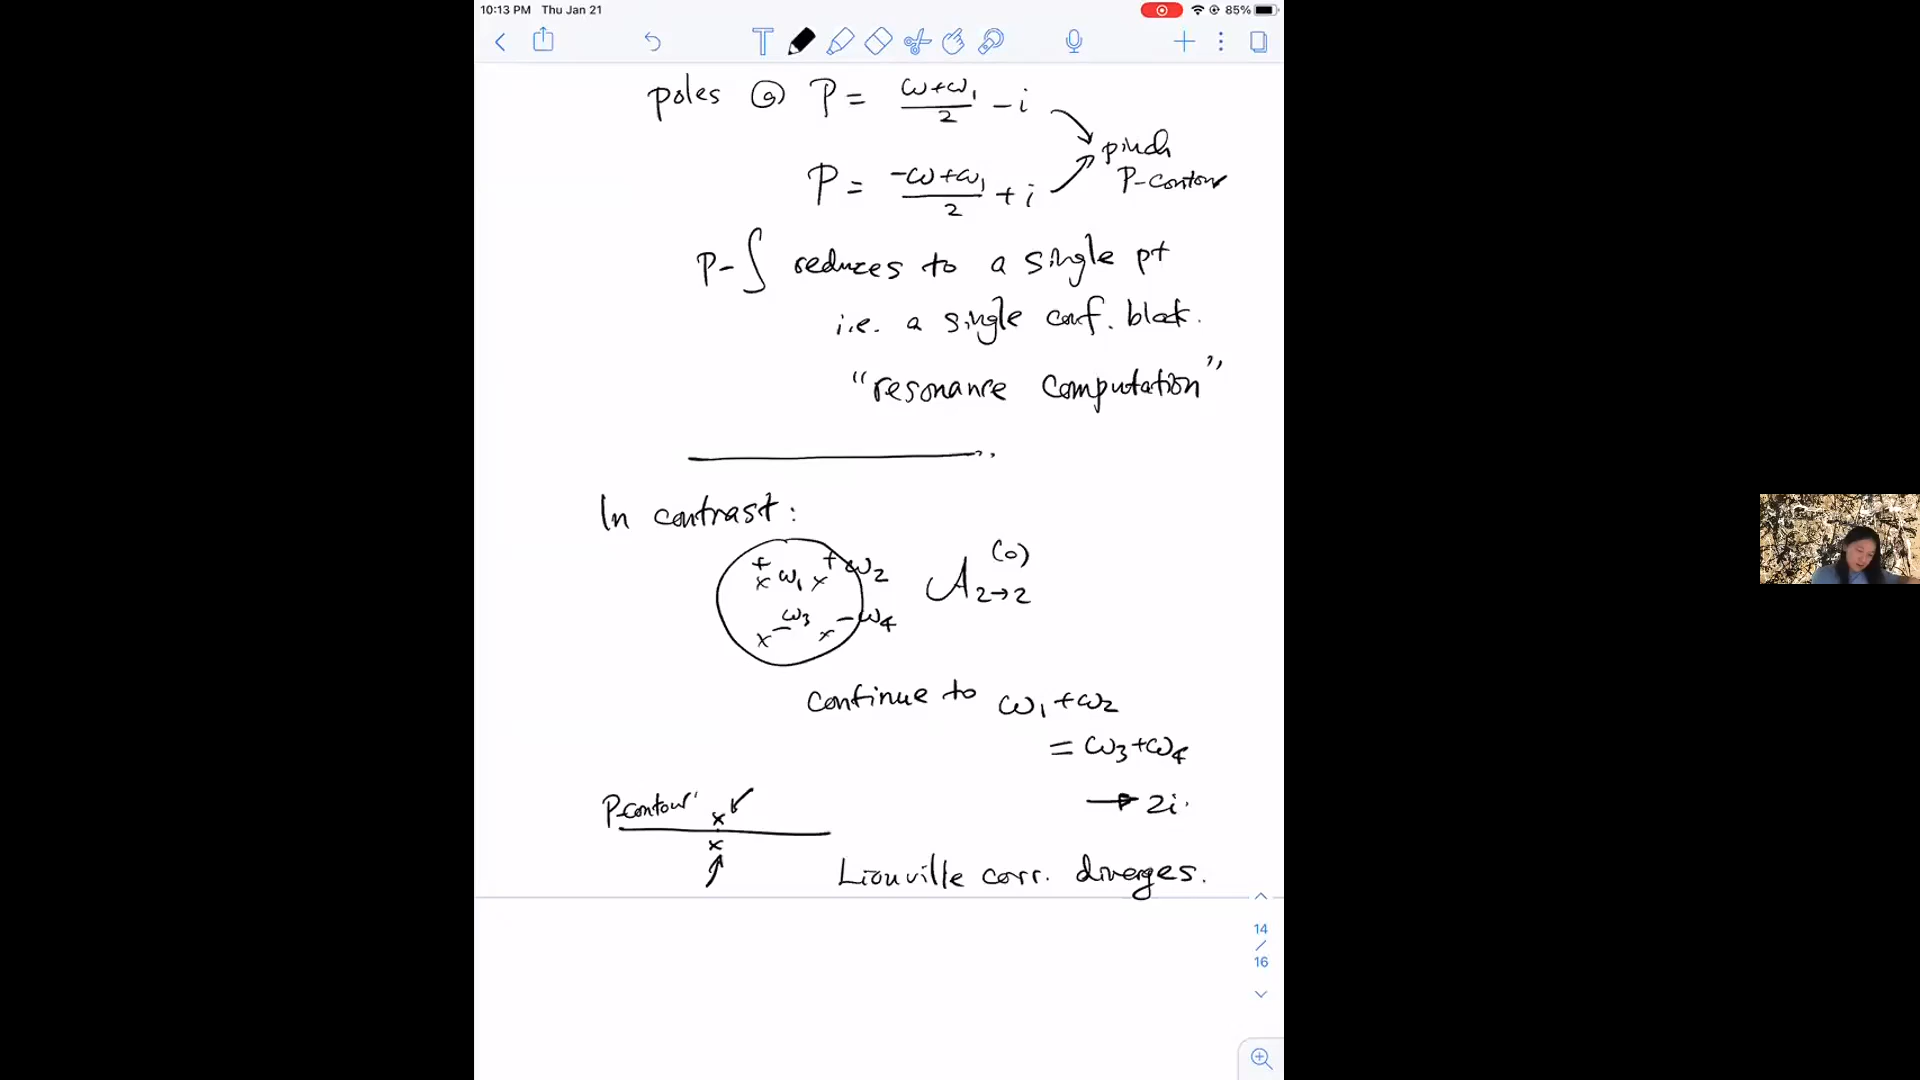 10:13 PM Thu Jan 21
85%
poles @ P = (ω+ω₁)/2 − i
pinch
P-contour
P = (−ω+ω₁)/2 + i
P-∫ reduces to a single pt
i.e. a single conf. block.
"resonance computation"
In contrast:
+ + ω₂
x ω₁ x
ω₃ −ω₄
x − x
A₂→₂⁽⁰⁾
continue to ω₁+ω₂
= ω₃+ω₄
→ 2i.
P-contour
x
x
Liouville corr. diverges.
14
/
16